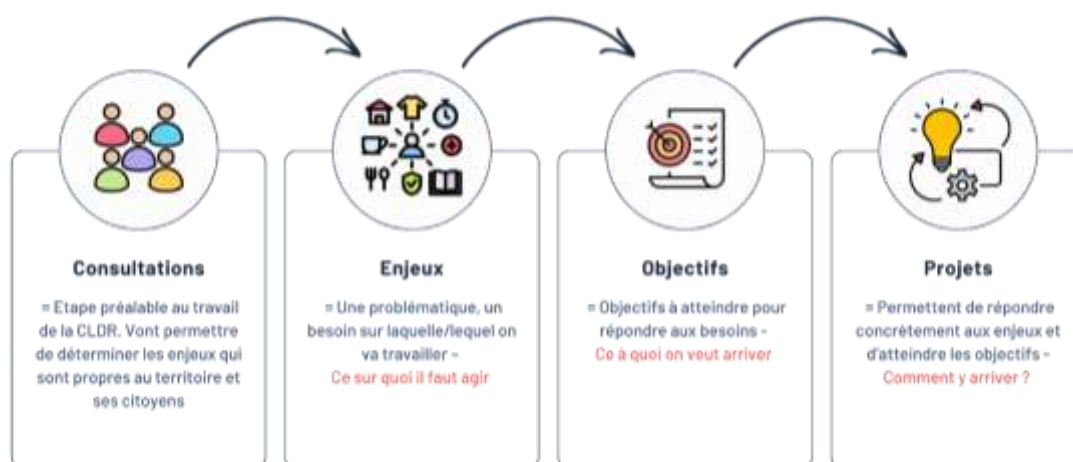 Consultations
= Etape préalable au travail
de la CLDR. Vont permettre
de déterminer les enjeux qui
sont propres au territoire et
ses citoyens
Enjeux
= Une problématique, un
besoin sur laquelle/lequel on
va travailler -
Ce sur quoi il faut agir
Objectifs
= Objectifs à atteindre pour
répondre aux besoins -
Ce à quoi on veut arriver
Projets
= Permettent de répondre
concrètement aux enjeux et
d'atteindre les objectifs -
Comment y arriver ?